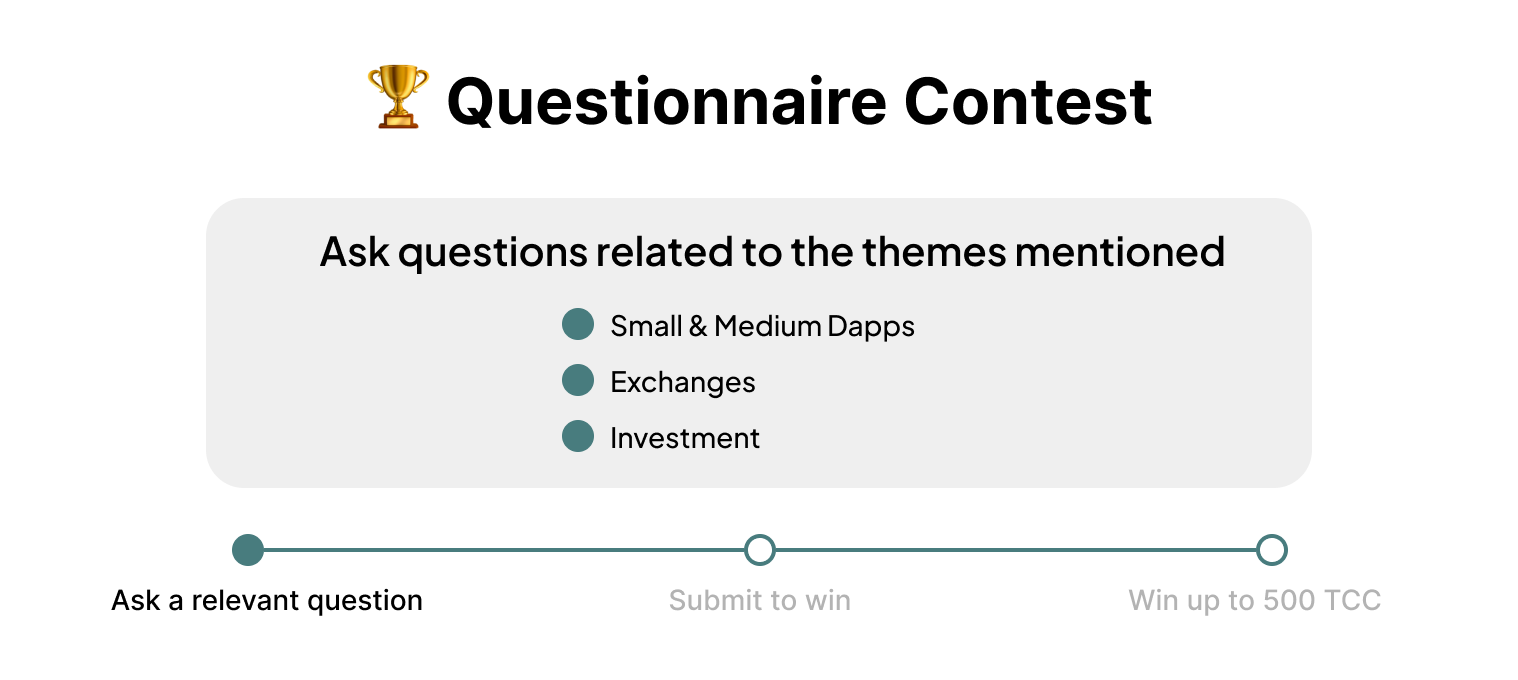 🏆 Questionnaire Contest
Ask questions related to the themes mentioned
Small & Medium Dapps
Exchanges
Investment
Ask a relevant question
Submit to win
Win up to 500 TCC